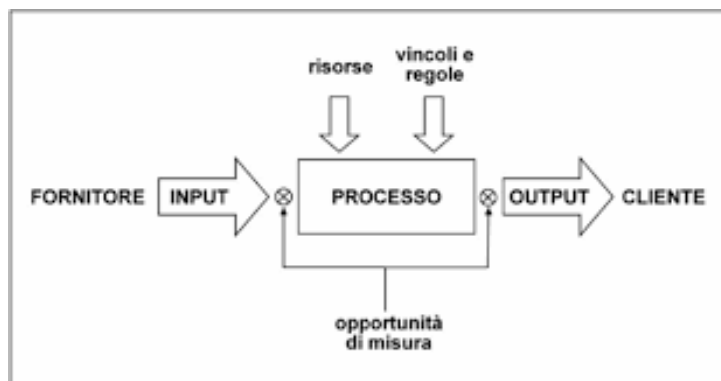 risorse
vincoli e
regole
FORNITORE INPUT PROCESSO OUTPUT CLIENTE
opportunità
di misura